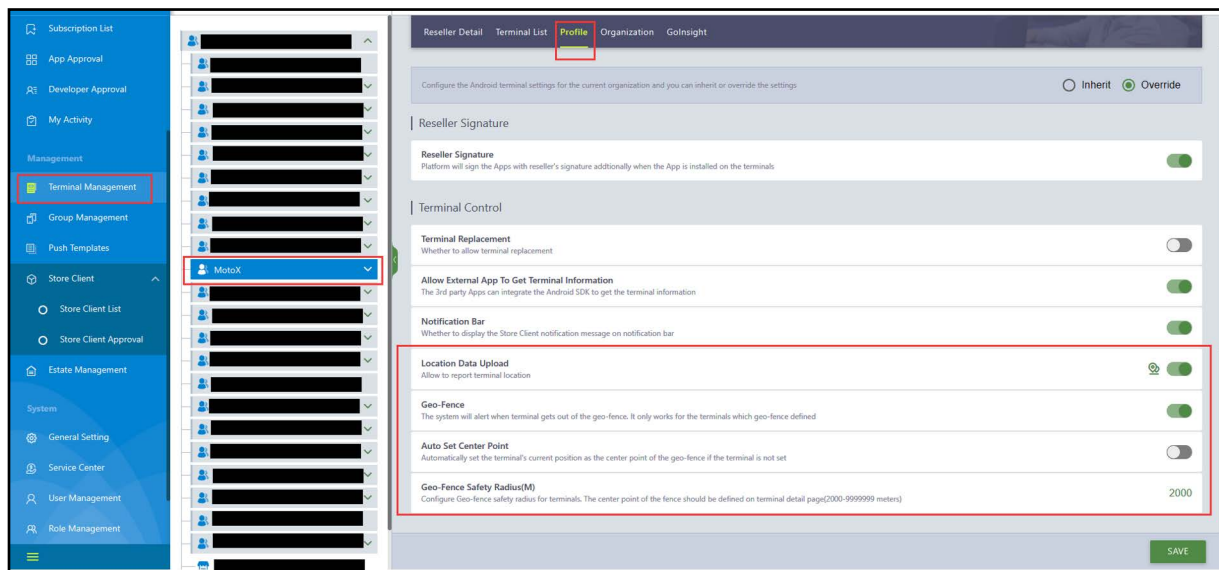 Subscription List
App Approval
Developer Approval
My Activity
Management
Terminal Management
Group Management
Push Templates
Store Client
Store Client List
Store Client Approval
Estate Management
System
General Setting
Service Center
User Management
Role Management
MotoX
Reseller Detail Terminal List Profile Organization GoInsight
Configure the Android terminal settings for the current organization and you can inherit or override the settings
Inherit Override
Reseller Signature
Reseller Signature
Platform will sign the Apps with reseller's signature addtionally when the App is installed on the terminals
Terminal Control
Terminal Replacement
Whether to allow terminal replacement
Allow External App To Get Terminal Information
The 3rd party Apps can integrate the Android SDK to get the terminal information
Notification Bar
Whether to display the Store Client notification message on notification bar
Location Data Upload
Allow to report terminal location
Geo-Fence
The system will alert when terminal gets out of the geo-fence. It only works for the terminals which geo-fence defined
Auto Set Center Point
Automatically set the terminal's current position as the center point of the geo-fence if the terminal is not set
Geo-Fence Safety Radius(M)
Configure Geo-fence safety radius for terminals. The center point of the fence should be defined on terminal detail page(2000-9999999 meters)
2000
SAVE